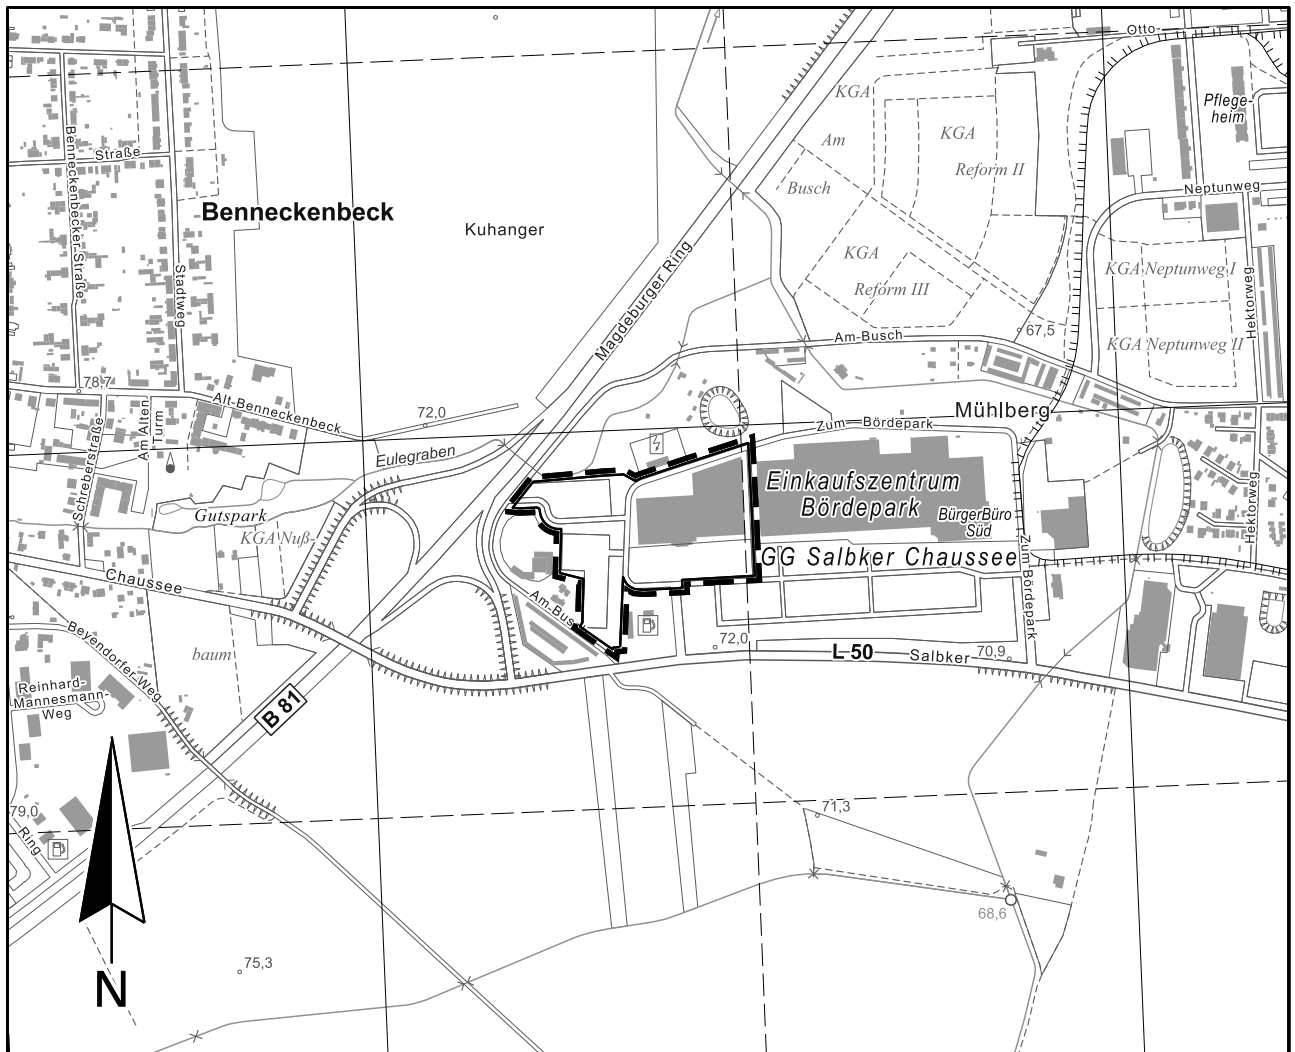 Otto-
KGA
Pflege-
heim
Am
KGA
Straße
Reform II
Busch
Neptunweg
Benneckenbecker Straße
Benneckenbeck
Kuhanger
KGA
KGA Neptunweg I
Stadtweg
Magdeburger Ring
Reform III
Hektorweg
67,5
Am-Busch
KGA Neptunweg II
78,7
Alt-Benneckenbeck
72,0
Mühlberg
Am Alten
Turm
Zum Bördepark
Schreberstraße
Eulegraben
Einkaufszentrum
Bördepark
Gutspark
BürgerBüro
Süd
Hektorweg
KGA Nuß-
GG Salbker Chaussee
Zum Bördepark
Chaussee
Am-Bus
Beyendorfer-Weg
72,0
baum
L 50
Salbker
70,9
Reinhard-
Mannesmann-
Weg
B 81
79,0
Ring
71,3
68,6
75,3
N